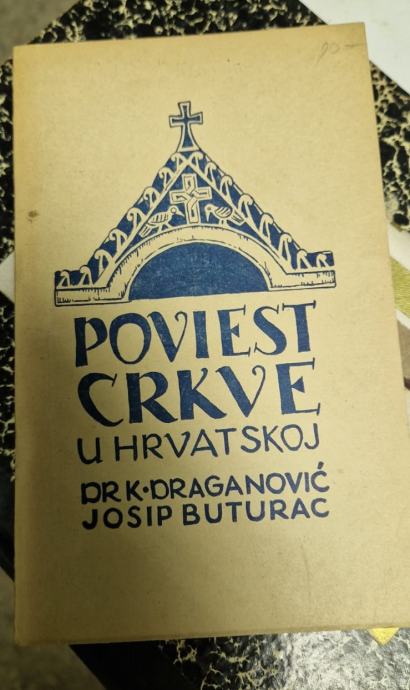 POVIEST
CRKVE
U HRVATSKOJ
DR K·DRAGANOVIĆ
JOSIP BUTURAC